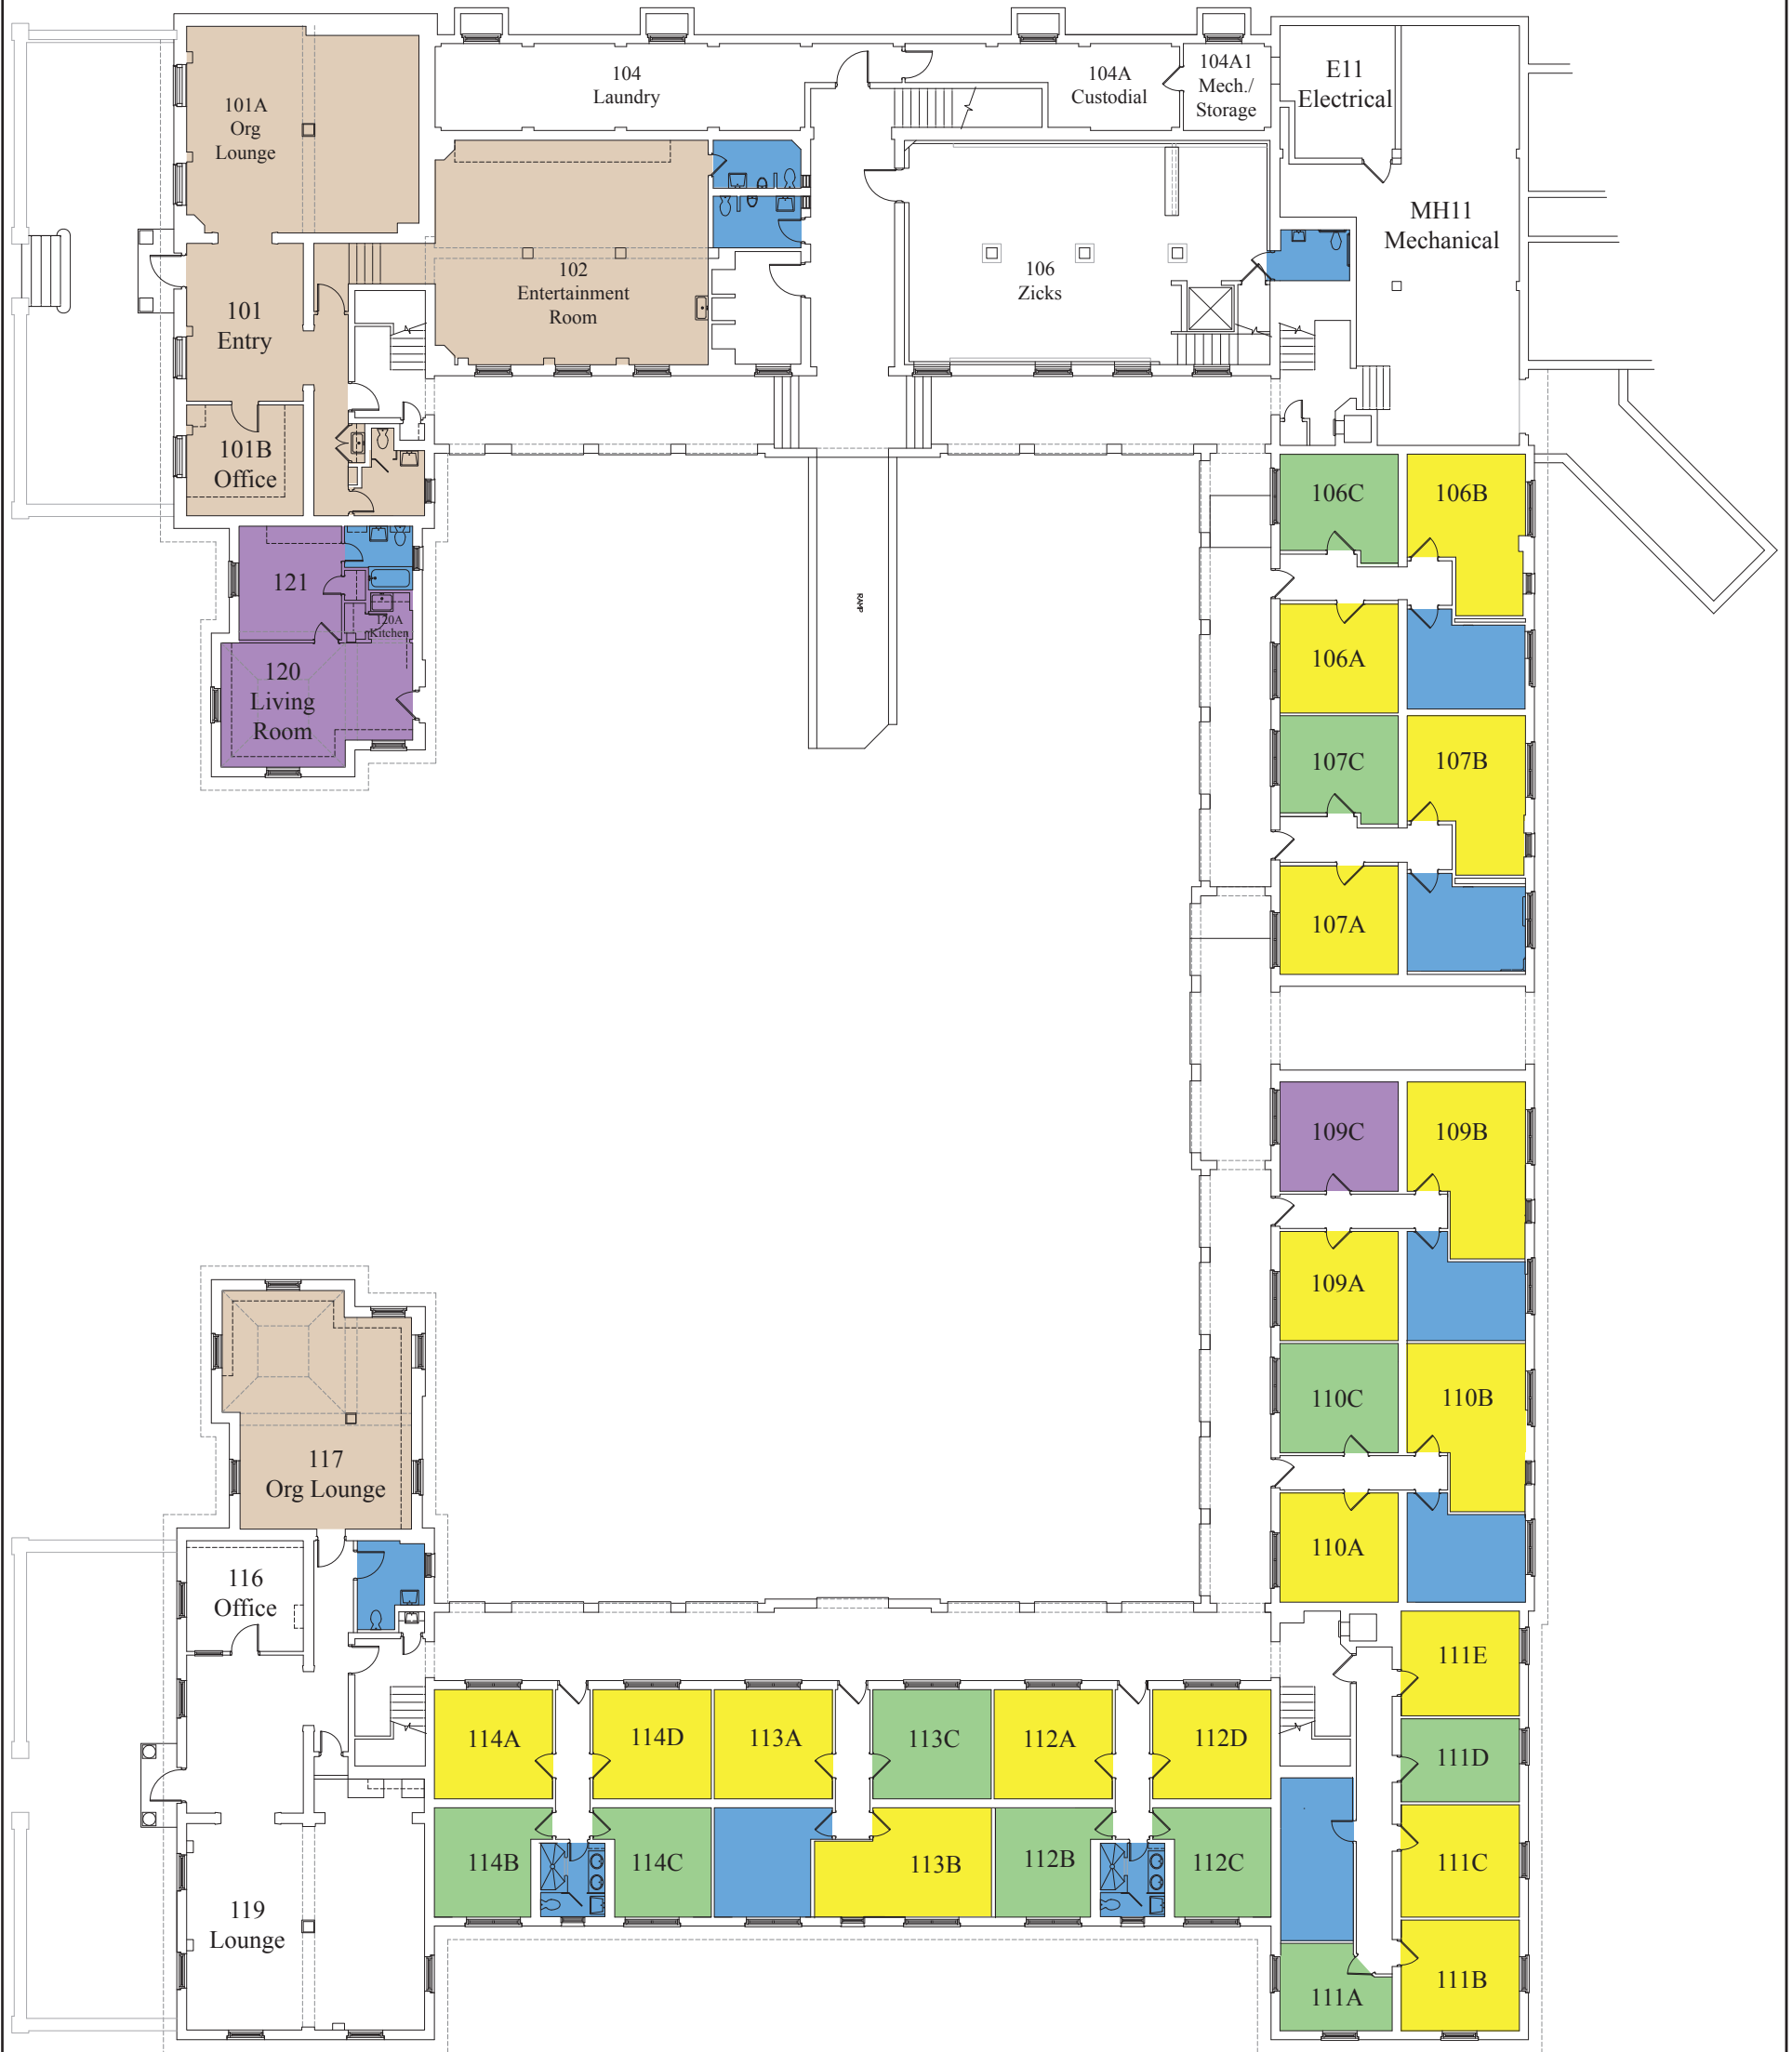 104
Laundry
104A
Custodial
104A1
Mech./
Storage
E11
Electrical
101A
Org
Lounge
MH11
Mechanical
102
Entertainment
Room
106
Zicks
101
Entry
101B
Office
106C
106B
121
RAMP
120A
Kitchen
106A
120
Living
Room
107C
107B
107A
109C
109B
109A
110C
110B
117
Org Lounge
110A
116
Office
111E
114A
114D
113A
113C
112A
112D
111D
114B
114C
113B
112B
112C
111C
119
Lounge
111B
111A